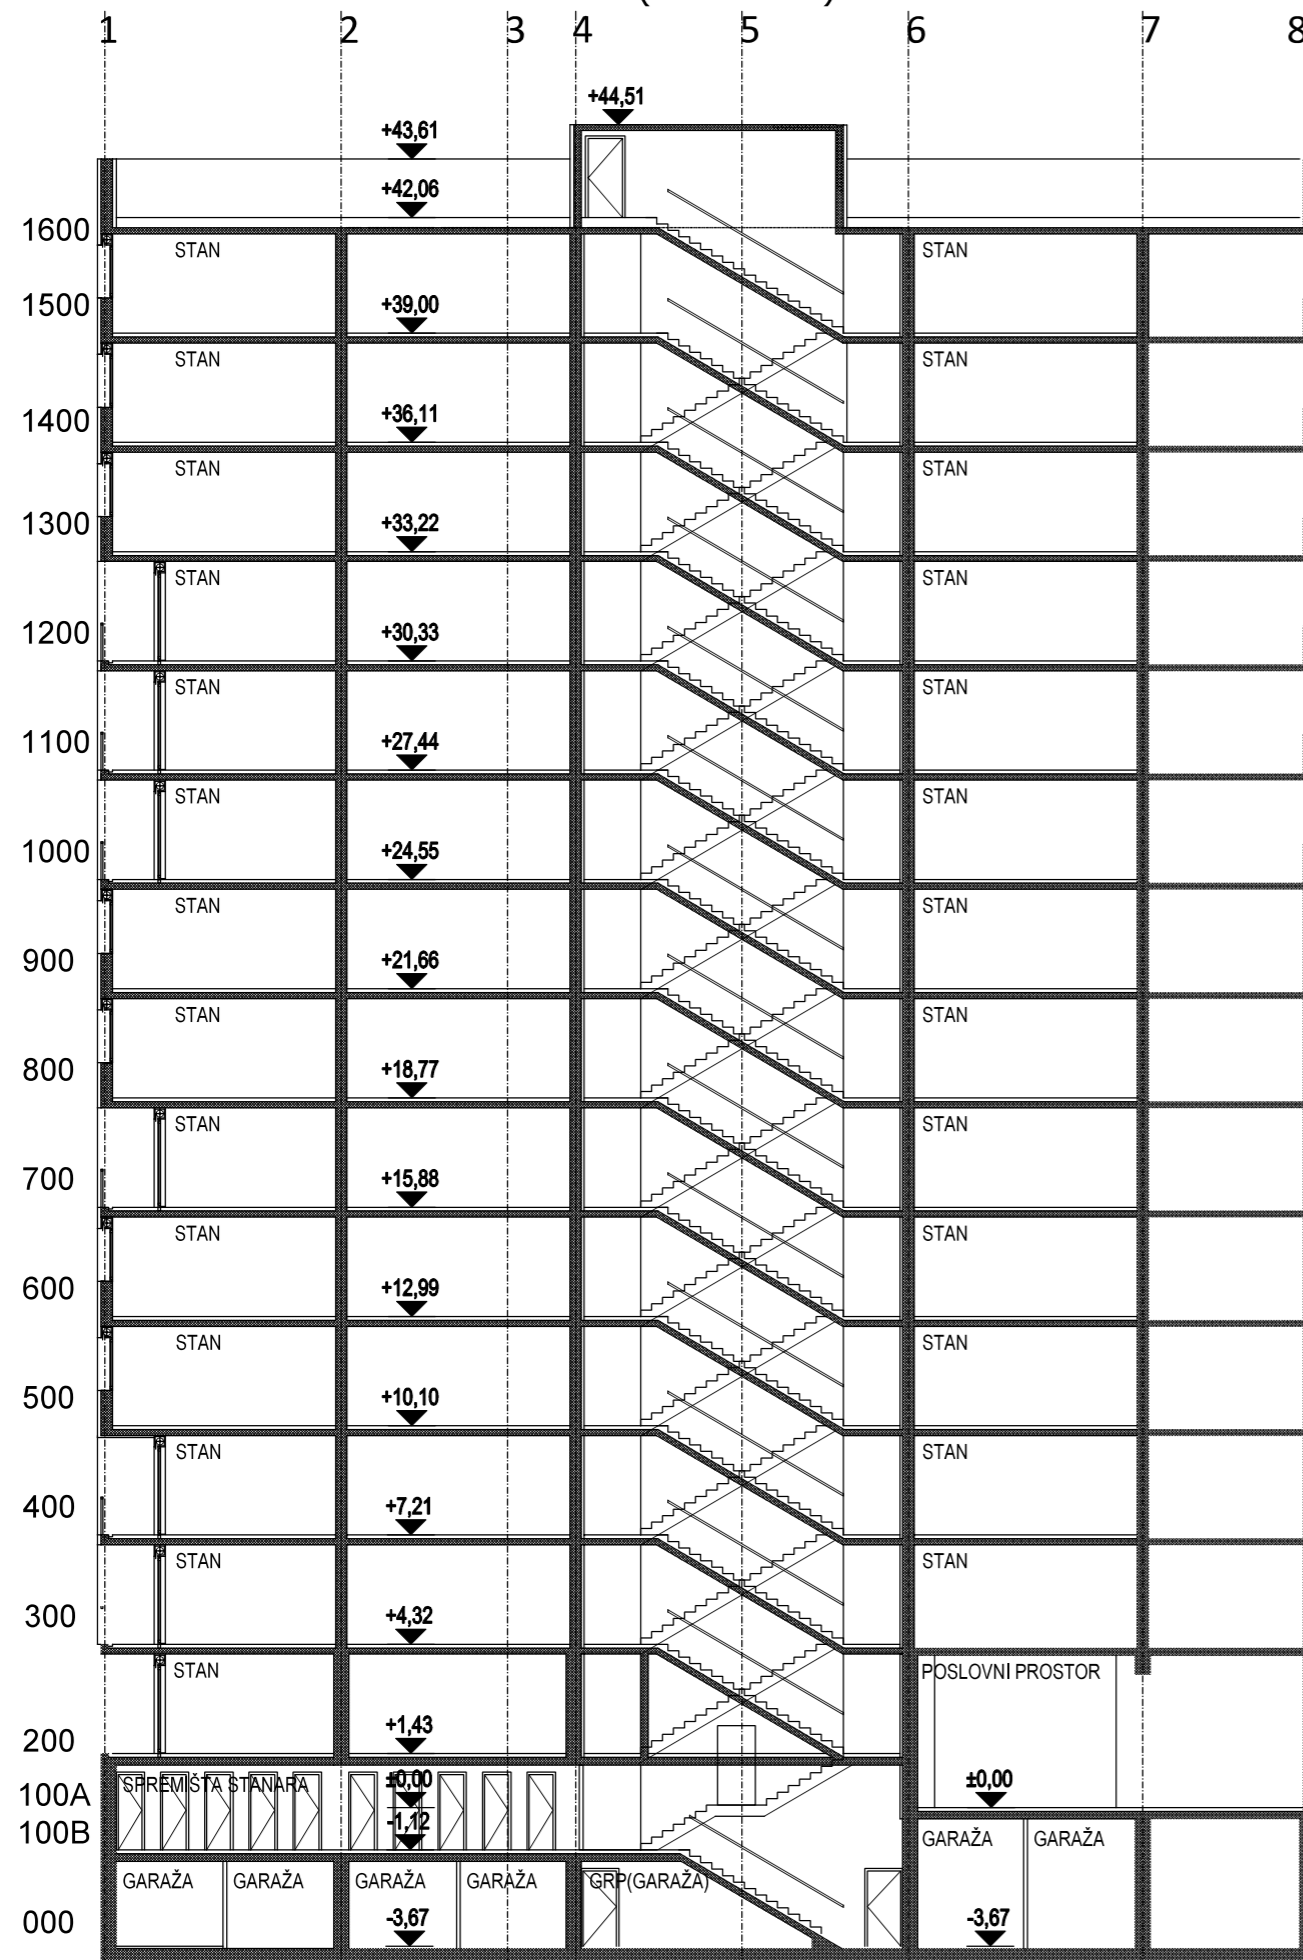 1 2 3 4 5 6 7 8
+44,51
+43,61
+42,06
1600
STAN STAN
1500 +39,00
STAN STAN
1400 +36,11
STAN STAN
1300 +33,22
STAN STAN
1200 +30,33
STAN STAN
1100 +27,44
STAN STAN
1000 +24,55
STAN STAN
900 +21,66
STAN STAN
800 +18,77
STAN STAN
700 +15,88
STAN STAN
600 +12,99
STAN STAN
500 +10,10
STAN STAN
400 +7,21
STAN STAN
300 +4,32
STAN POSLOVNI PROSTOR
200 +1,43
SPREMIŠTA STANARA ±0,00 ±0,00
100A
100B -1,12
GARAŽA GARAŽA
GARAŽA GARAŽA GARAŽA GARAŽA GRP(GARAŽA)
000 -3,67 -3,67